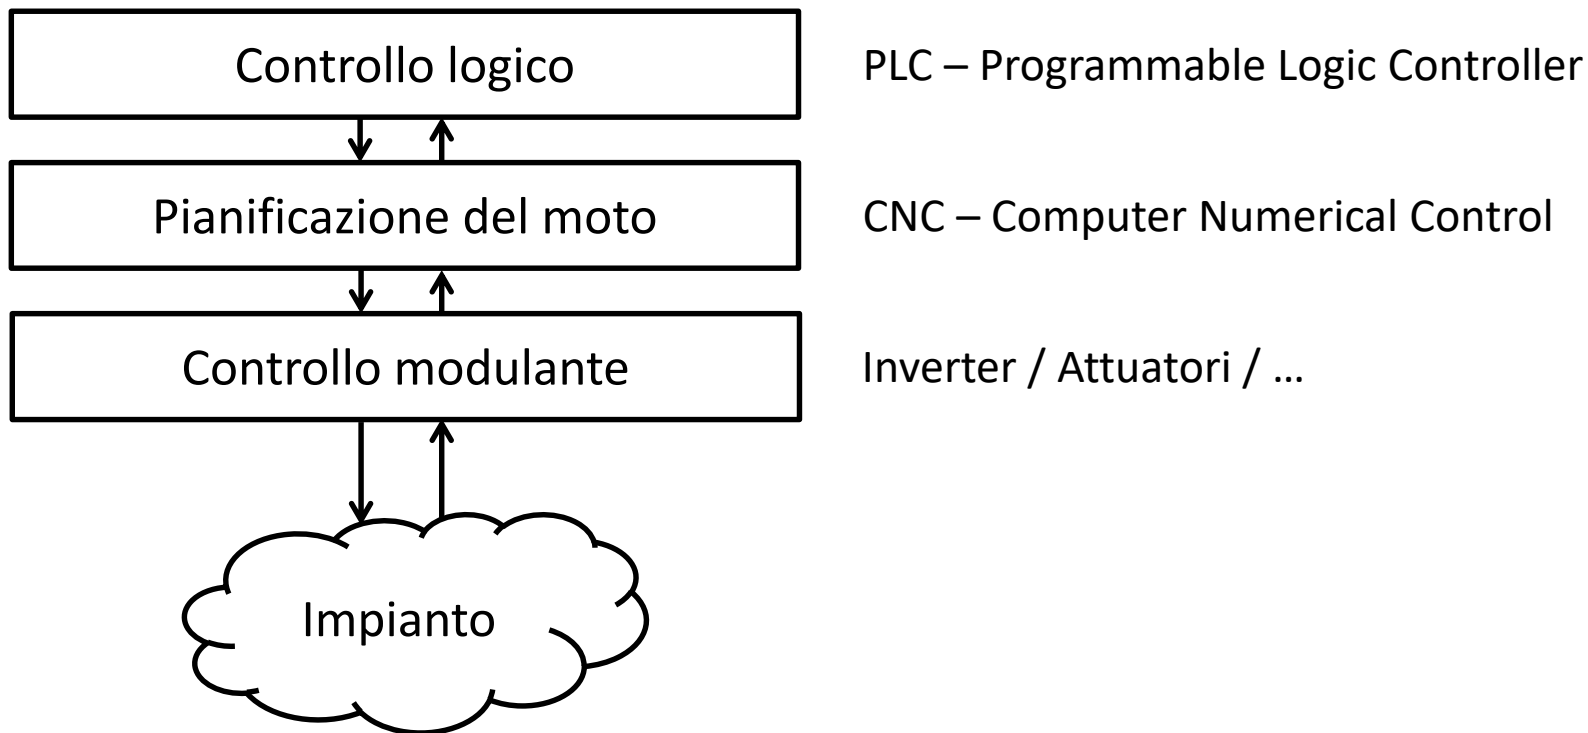 Controllo logico
PLC – Programmable Logic Controller
Pianificazione del moto
CNC – Computer Numerical Control
Controllo modulante
Inverter / Attuatori / …
Impianto